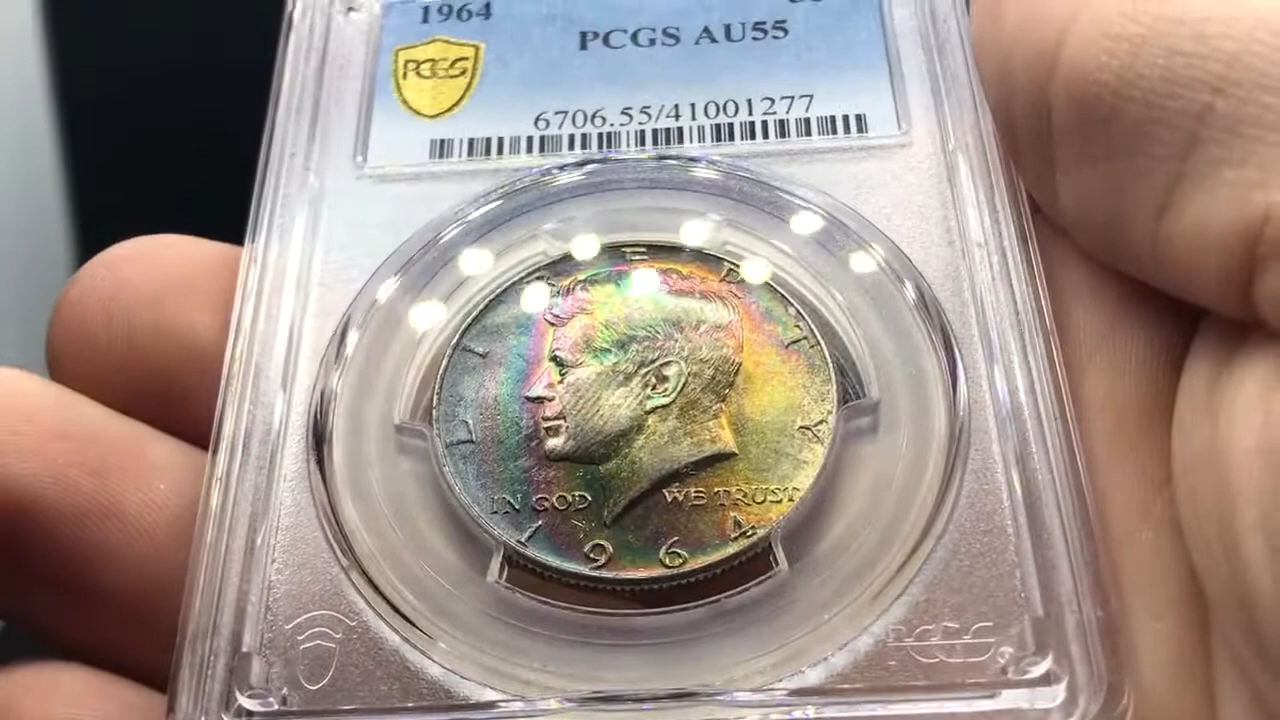 1964
PCGS AU55
PCGS
6706.55/41001277
LIBERTY
IN GOD WE TRUST
1964
PCGS